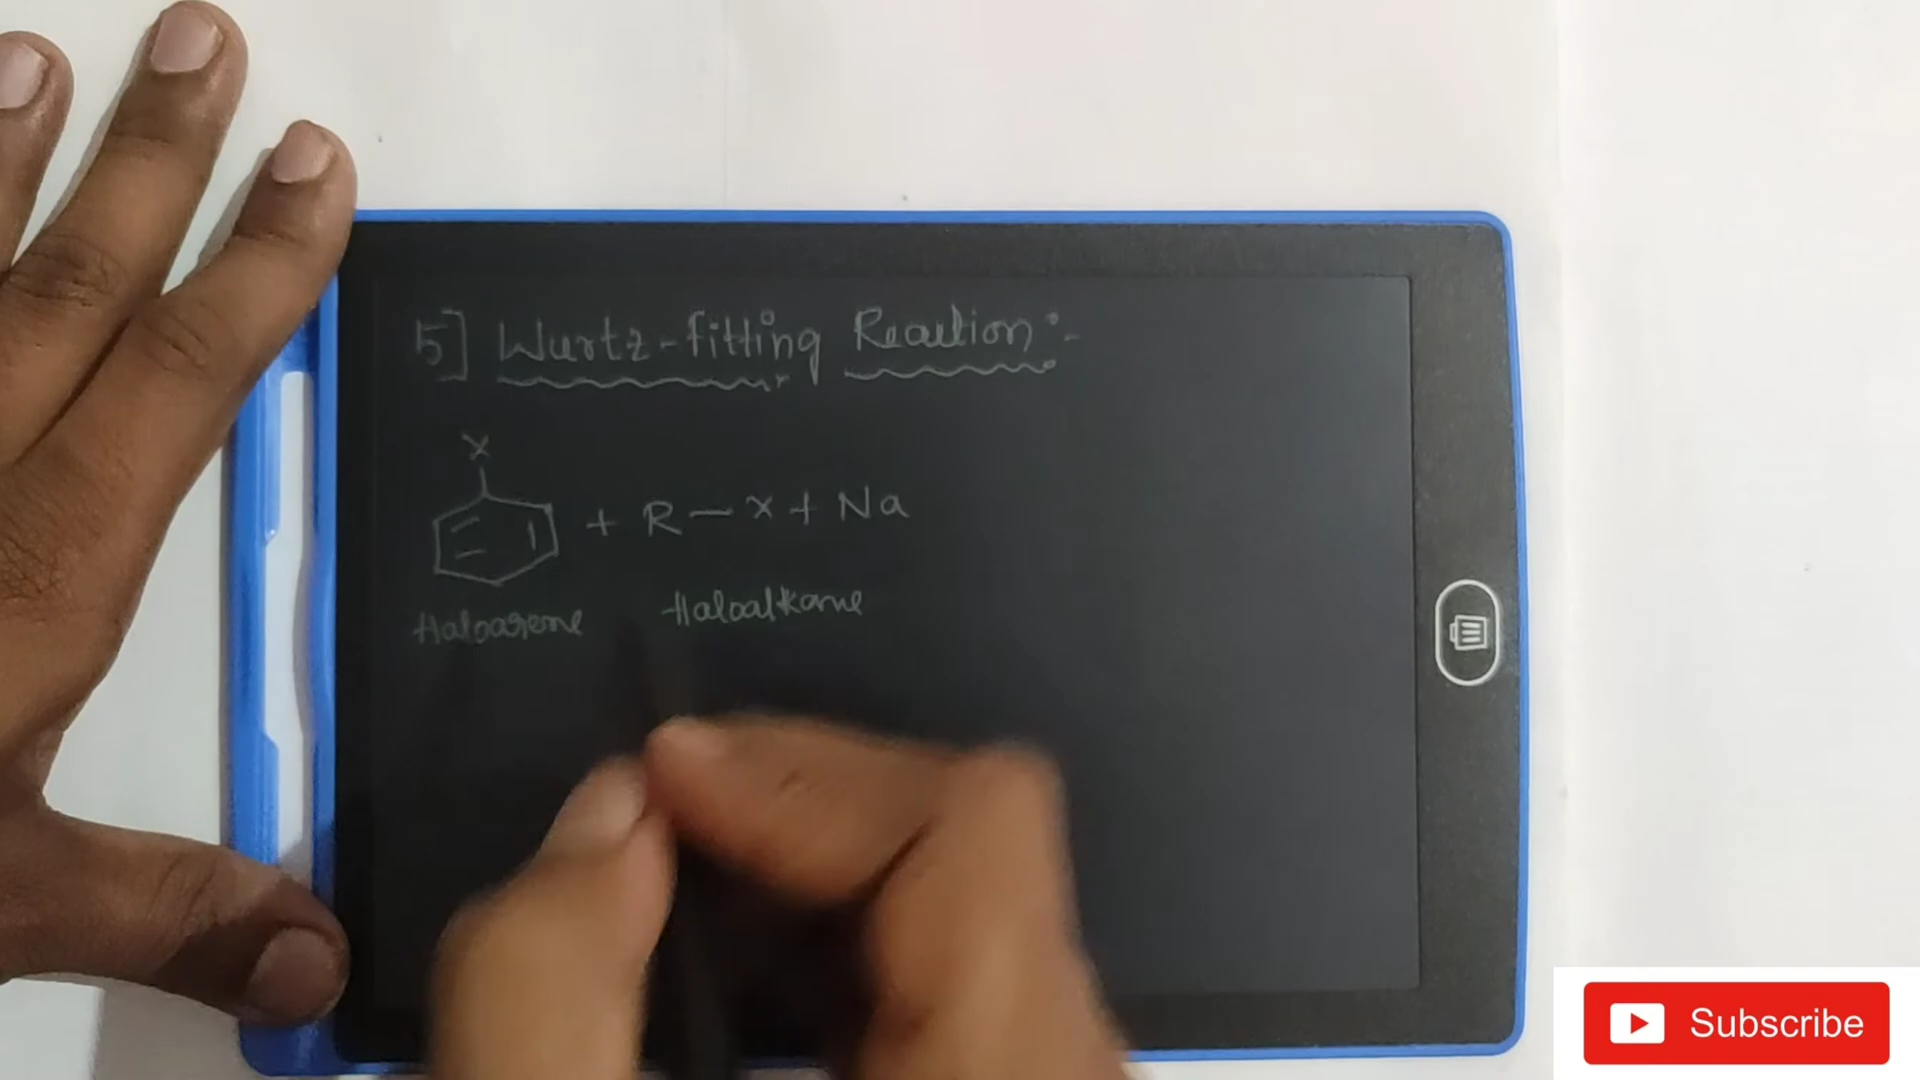 5] Wurtz-fitting Reaction:-
X
+ R — X + Na
Haloarene Haloalkane
Subscribe